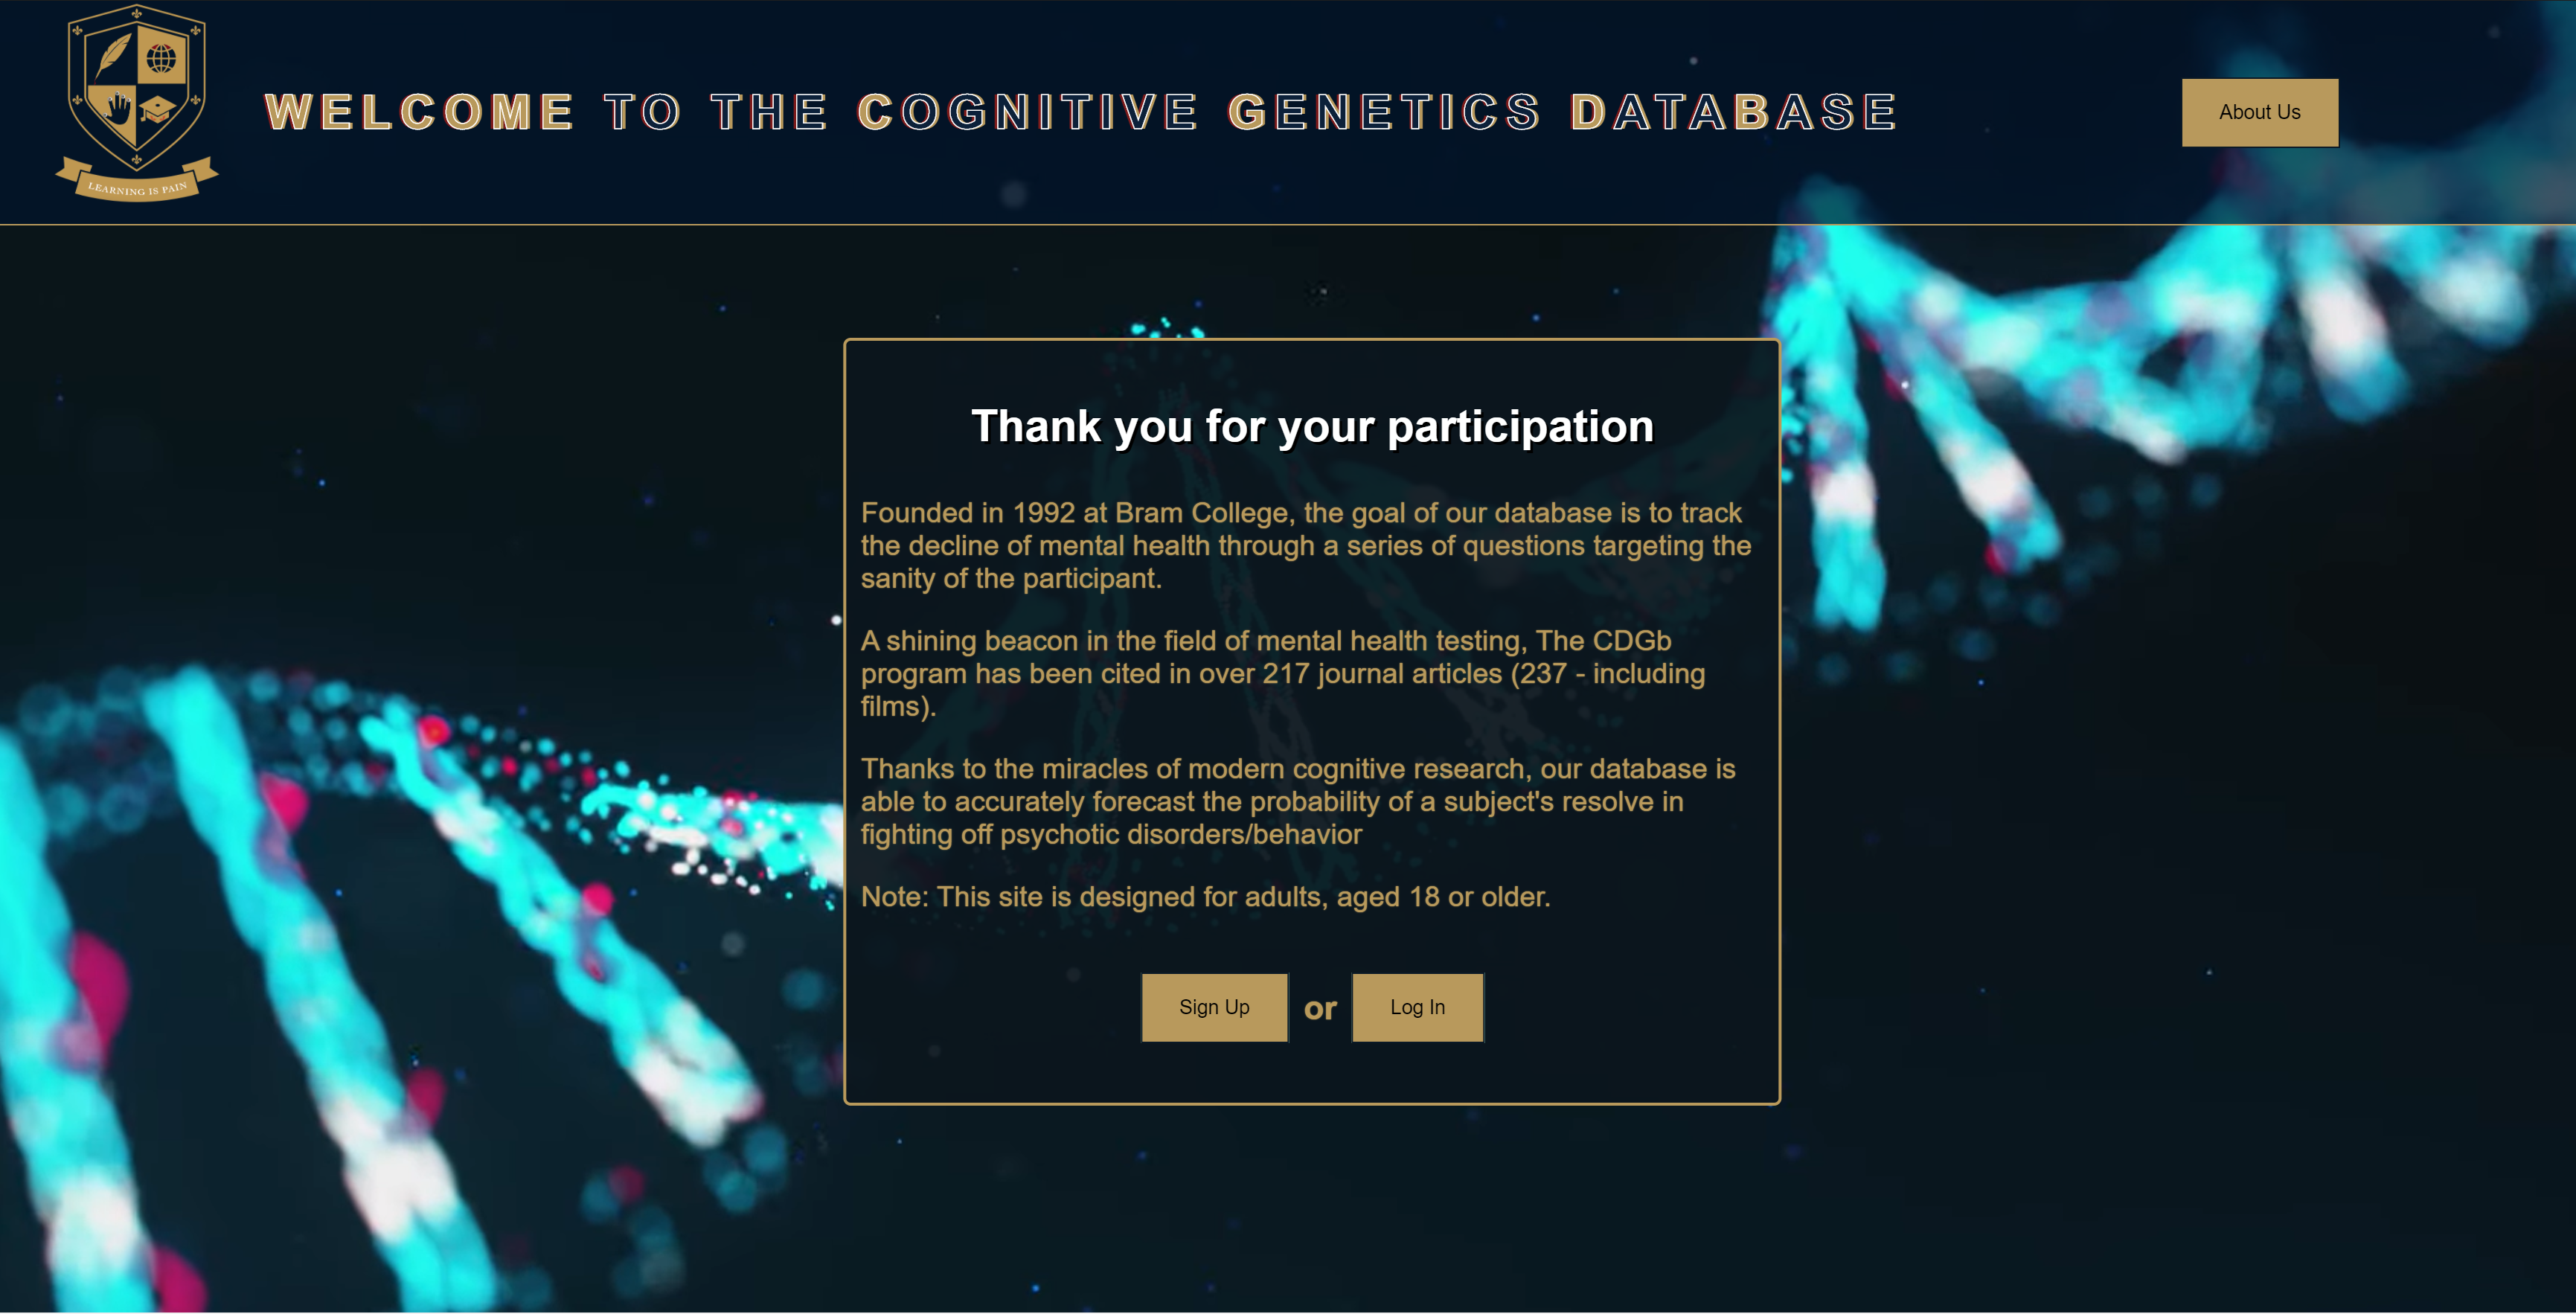 LEARNING IS PAIN
WELCOME TO THE COGNITIVE GENETICS DATABASE
About Us
Thank you for your participation
Founded in 1992 at Bram College, the goal of our database is to track
the decline of mental health through a series of questions targeting the
sanity of the participant.
A shining beacon in the field of mental health testing, The CDGb
program has been cited in over 217 journal articles (237 - including
films).
Thanks to the miracles of modern cognitive research, our database is
able to accurately forecast the probability of a subject's resolve in
fighting off psychotic disorders/behavior
Note: This site is designed for adults, aged 18 or older.
Sign Up or Log In